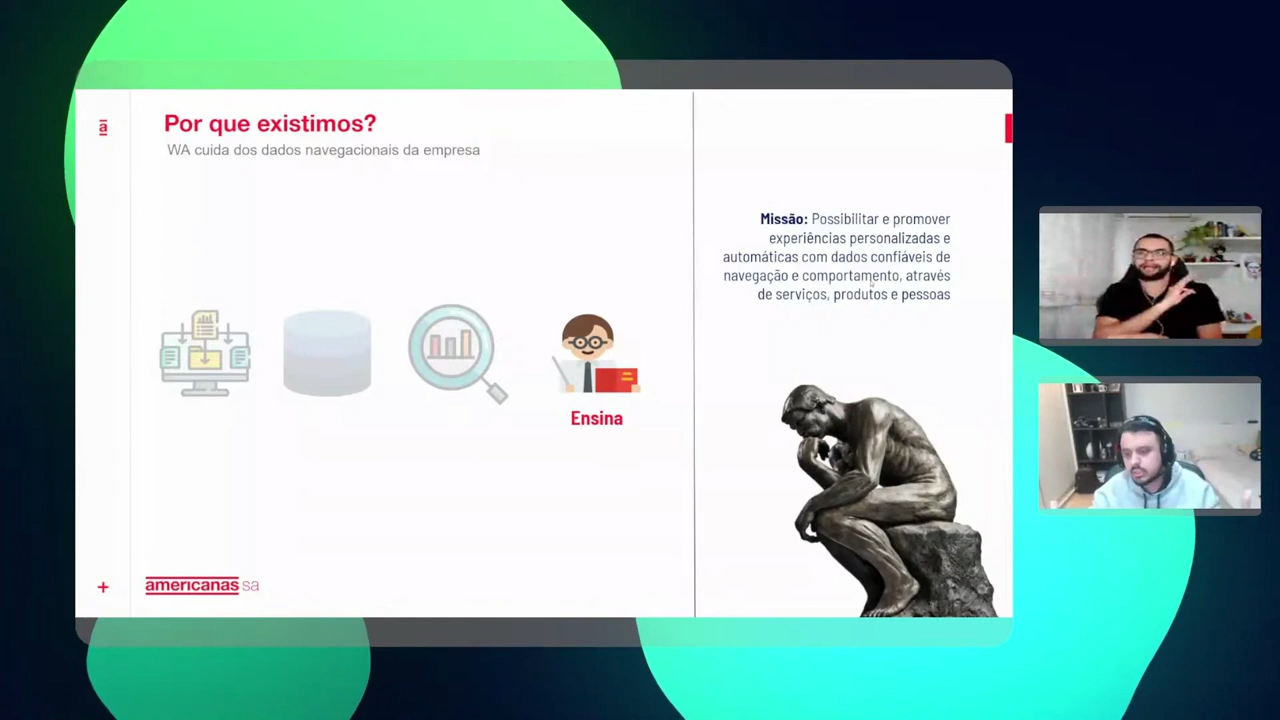 ā
Por que existimos?
WA cuida dos dados navegacionais da empresa
Missão: Possibilitar e promover
experiências personalizadas e
automáticas com dados confiáveis de
navegação e comportamento, através
de serviços, produtos e pessoas
Ensina
+
americanas sa